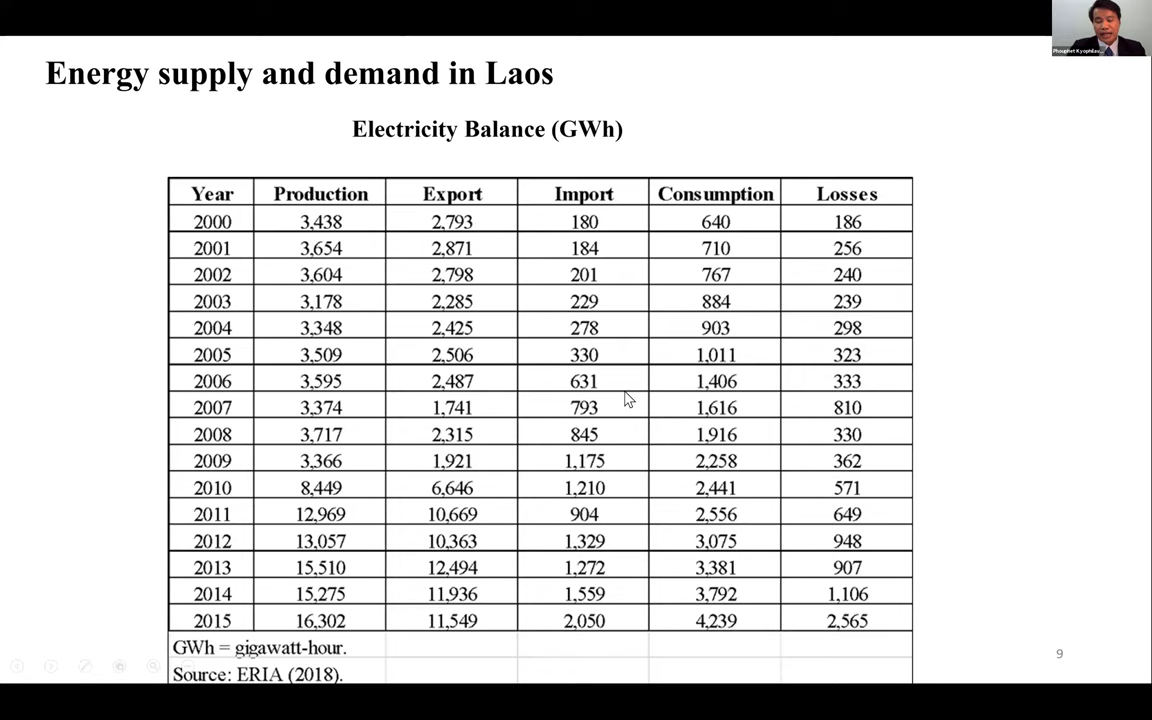 Phouphet Kyophilav...
Energy supply and demand in Laos
Electricity Balance (GWh)
Year Production Export Import Consumption Losses
2000 3,438 2,793 180 640 186
2001 3,654 2,871 184 710 256
2002 3,604 2,798 201 767 240
2003 3,178 2,285 229 884 239
2004 3,348 2,425 278 903 298
2005 3,509 2,506 330 1,011 323
2006 3,595 2,487 631 1,406 333
2007 3,374 1,741 793 1,616 810
2008 3,717 2,315 845 1,916 330
2009 3,366 1,921 1,175 2,258 362
2010 8,449 6,646 1,210 2,441 571
2011 12,969 10,669 904 2,556 649
2012 13,057 10,363 1,329 3,075 948
2013 15,510 12,494 1,272 3,381 907
2014 15,275 11,936 1,559 3,792 1,106
2015 16,302 11,549 2,050 4,239 2,565
GWh = gigawatt-hour.
Source: ERIA (2018).
9